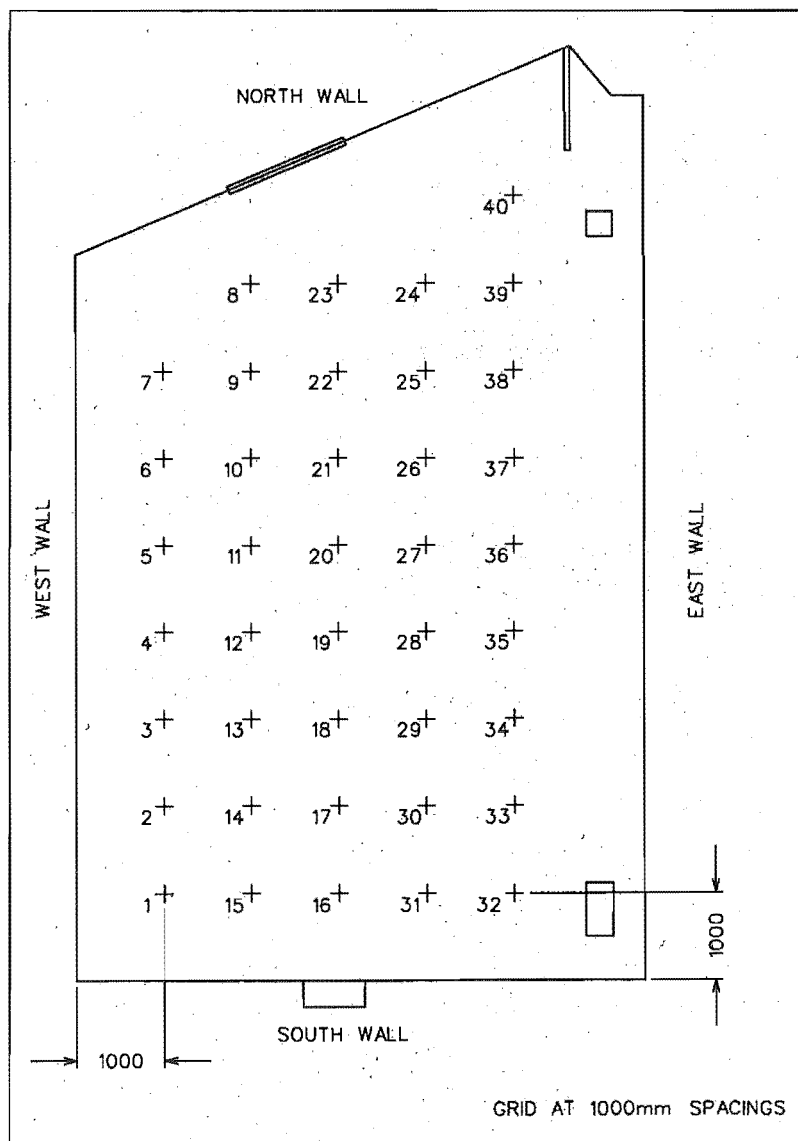 NORTH WALL
40
8 23 24 39
7 9 22 25 38
6 10 21 26 37
WEST WALL
EAST WALL
5 11 20 27 36
4 12 19 28 35
3 13 18 29 34
2 14 17 30 33
1 15 16 31 32
1000
SOUTH WALL
1000
GRID AT 1000mm SPACINGS